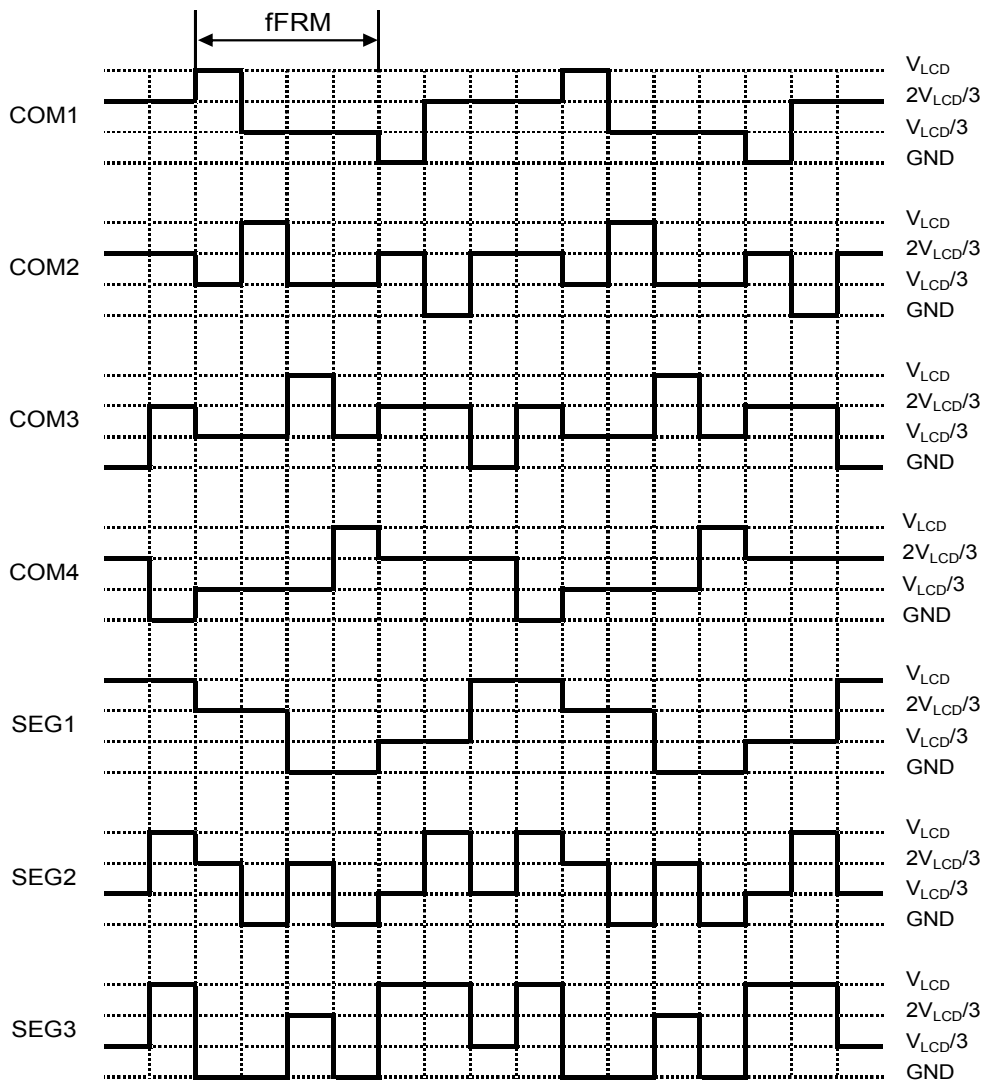 fFRM
COM1
VLCD
2VLCD/3
VLCD/3
GND
COM2
VLCD
2VLCD/3
VLCD/3
GND
COM3
VLCD
2VLCD/3
VLCD/3
GND
COM4
VLCD
2VLCD/3
VLCD/3
GND
SEG1
VLCD
2VLCD/3
VLCD/3
GND
SEG2
VLCD
2VLCD/3
VLCD/3
GND
SEG3
VLCD
2VLCD/3
VLCD/3
GND